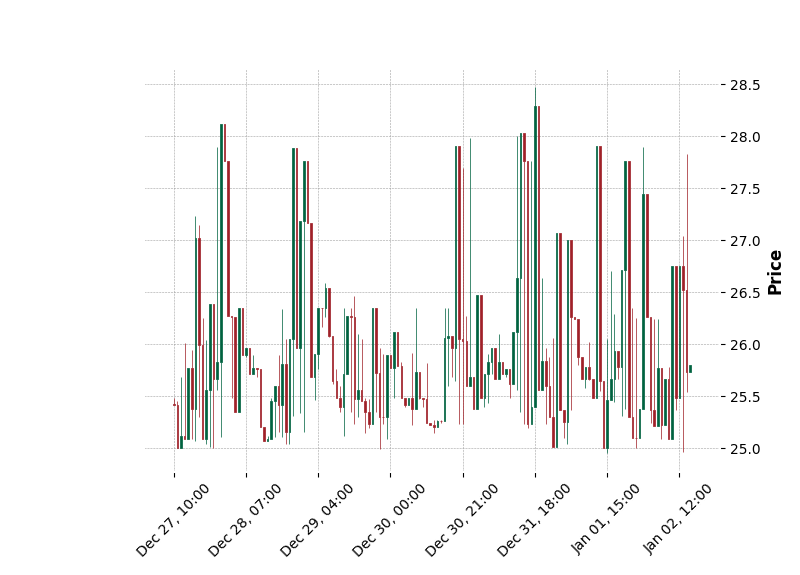 28.5
28.0
27.5
27.0
26.5
26.0
25.5
25.0
Price
Dec 27, 10:00
Dec 28, 07:00
Dec 29, 04:00
Dec 30, 00:00
Dec 30, 21:00
Dec 31, 18:00
Jan 01, 15:00
Jan 02, 12:00